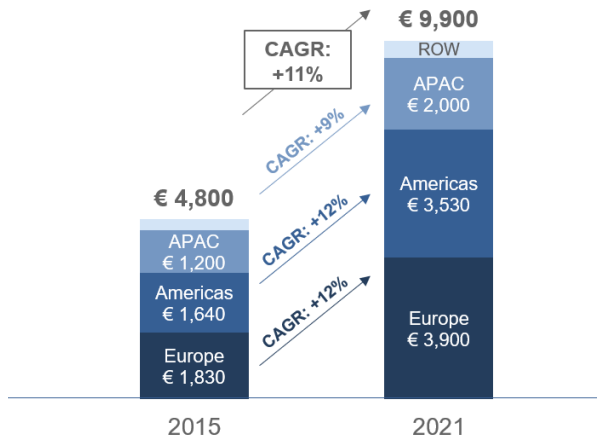 € 9,900
CAGR:
+11%
ROW
APAC
€ 2,000
CAGR: +9%
Americas
€ 3,530
€ 4,800
CAGR: +12%
APAC
€ 1,200
Americas
€ 1,640
CAGR: +12%
Europe
€ 3,900
Europe
€ 1,830
2015
2021